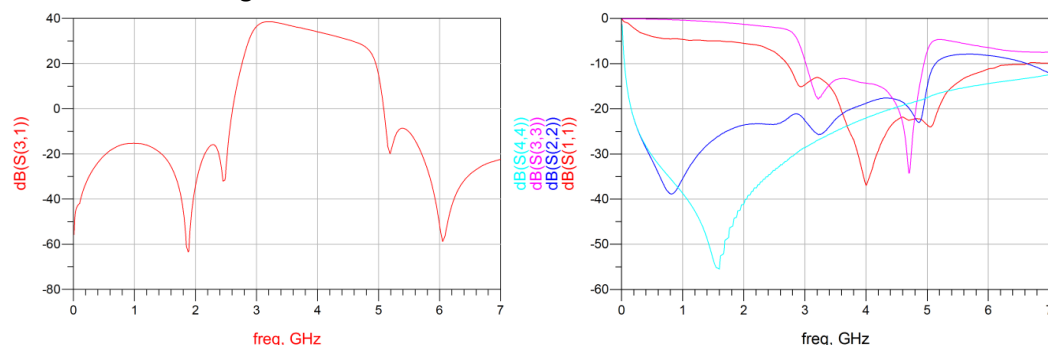 40
20
0
-20
-40
-60
-80
0 1 2 3 4 5 6 7
freq, GHz
dB(S(3,1))
0
-10
-20
-30
-40
-50
-60
0 1 2 3 4 5 6 7
freq, GHz
dB(S(4,4))
dB(S(3,3))
dB(S(2,2))
dB(S(1,1))